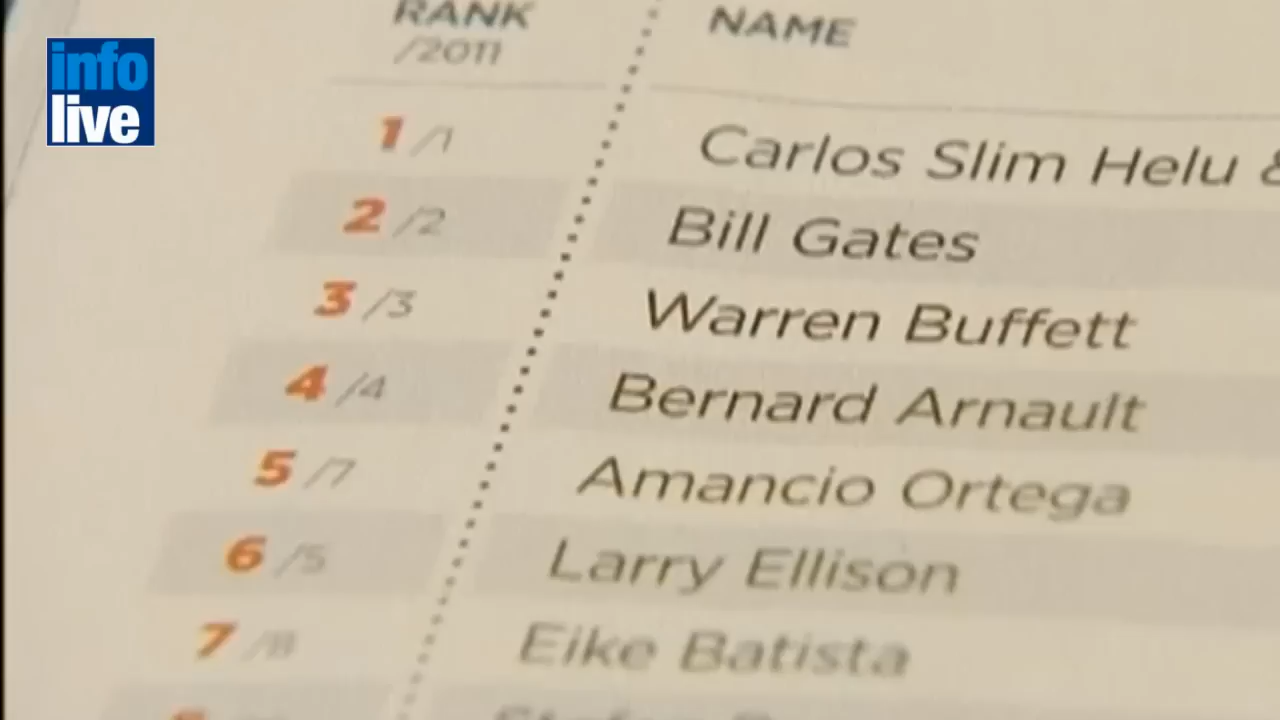 info
live
RANK NAME
/2011
1 /1 Carlos Slim Helu &
2 /2 Bill Gates
3 /3 Warren Buffett
4 /4 Bernard Arnault
5 /7 Amancio Ortega
6 /5 Larry Ellison
7 /8 Eike Batista